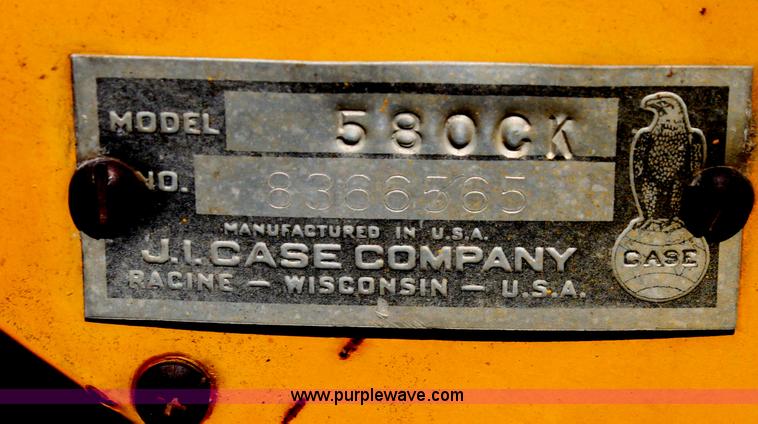 MODEL 580CK
NO. 8366565
MANUFACTURED IN U.S.A.
J.I. CASE COMPANY
RACINE — WISCONSIN — U.S.A.
CASE
www.purplewave.com